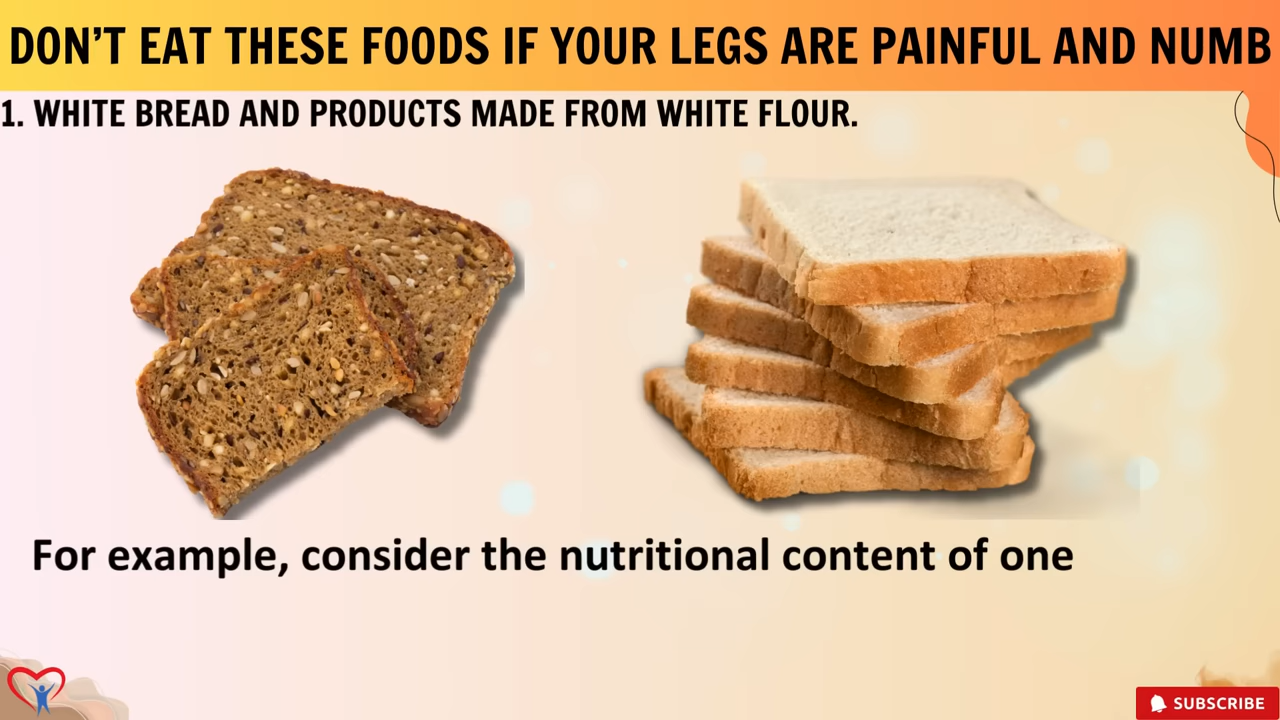 DON'T EAT THESE FOODS IF YOUR LEGS ARE PAINFUL AND NUMB
1. WHITE BREAD AND PRODUCTS MADE FROM WHITE FLOUR.
For example, consider the nutritional content of one
SUBSCRIBE